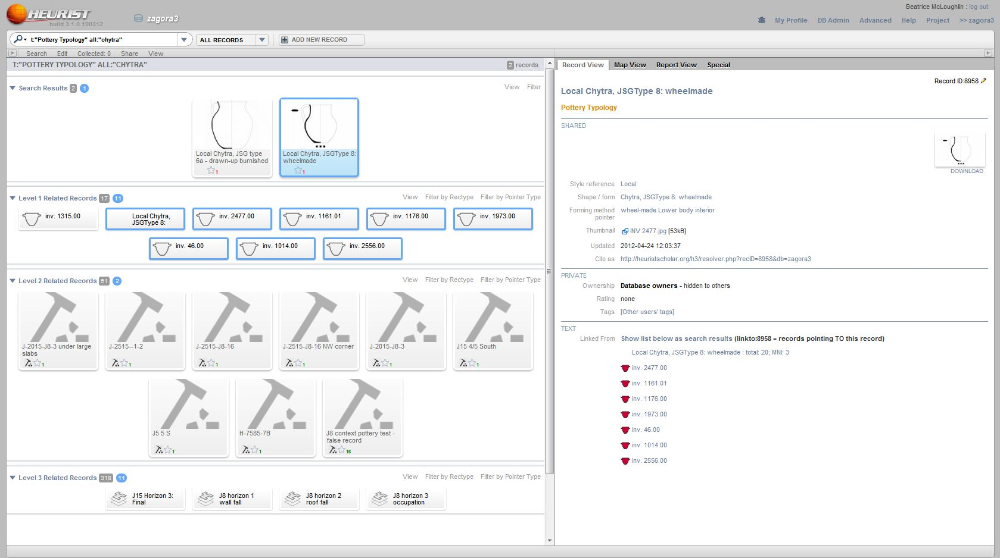 HEURIST
build 3.1.0.190312
zagora3
Beatrice McLoughlin : log out
My Profile DB Admin Advanced Help Project >> zagora3
t:"Pottery Typology" all:"chytra"
ALL RECORDS
ADD NEW RECORD
Search Edit Collected: 0 Share View
T:"POTTERY TYPOLOGY" ALL:"CHYTRA"
2 records
Search Results 2 1
View Filter
Local Chytra, JSG type
6a - drawn-up burnished
1
Local Chytra, JSGType 8:
wheelmade
1
Level 1 Related Records 17 11
View Filter by Rectype Filter by Pointer Type
inv. 1315.00
Local Chytra,
JSGType 8:
inv. 2477.00
inv. 1161.01
inv. 1176.00
inv. 1973.00
inv. 46.00
inv. 1014.00
inv. 2556.00
Level 2 Related Records 51 2
View Filter by Rectype Filter by Pointer Type
J-2015-J8-3 under large
slabs
1
J-2515--1-2
1
J-2515-J8-16
1
J-2515-J8-16 NW corner
1
J-2015-J8-3
1
J15 4/5 South
1
J5 5 S
1
H-7585-7B
1
J8 context pottery test -
false record
16
Level 3 Related Records 318 11
View Filter by Rectype Filter by Pointer Type
J15 Horizon 3:
Final
J8 horizon 1
wall fall
J8 horizon 2
roof fall
J8 horizon 3
occupation
Record View Map View Report View Special
Record ID:8958
Local Chytra, JSGType 8: wheelmade
Pottery Typology
SHARED
DOWNLOAD
Style reference Local
Shape / form Chytra, JSGType 8: wheelmade
Forming method wheel-made Lower body interior
pointer
Thumbnail INV 2477.jpg [53kB]
Updated 2012-04-24 12:03:37
Cite as http://heuristscholar.org/h3/resolver.php?recID=8958&db=zagora3
PRIVATE
Ownership Database owners - hidden to others
Rating none
Tags [Other users' tags]
TEXT
Linked From Show list below as search results (linkto:8958 = records pointing TO this record)
Local Chytra, JSGType 8: wheelmade : total: 20; MNI: 3
inv. 2477.00
inv. 1161.01
inv. 1176.00
inv. 1973.00
inv. 46.00
inv. 1014.00
inv. 2556.00